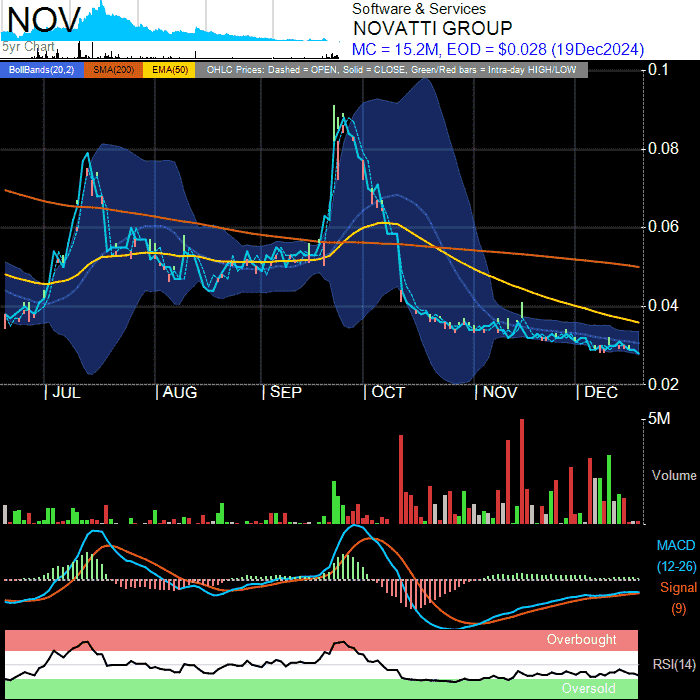 NOV
5yr Chart
Software & Services
NOVATTI GROUP
MC = 15.2M, EOD = $0.028 (19Dec2024)
BollBands(20,2) SMA(200) EMA(50) OHLC Prices: Dashed = OPEN, Solid = CLOSE, Green/Red bars = Intra-day HIGH/LOW
0.1
0.08
0.06
0.04
0.02
| JUL | AUG | SEP | OCT | NOV | DEC
5M
Volume
MACD
(12-26)
Signal
(9)
Overbought
RSI(14)
Oversold